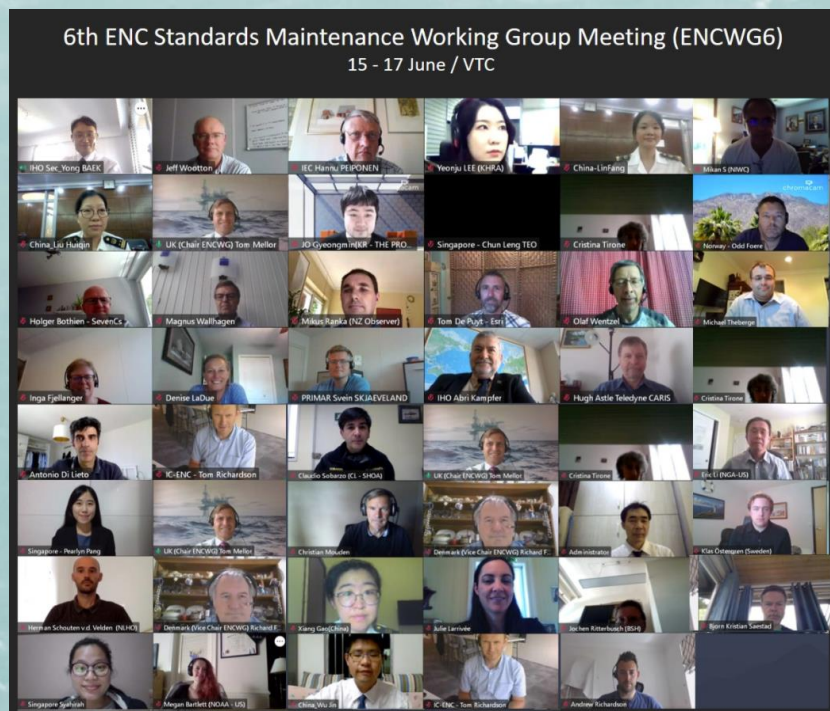 6th ENC Standards Maintenance Working Group Meeting (ENCWG6)
15 - 17 June / VTC
IHO Sec_Yong BAEK
Jeff Wootton
IEC Hannu PEIPONEN
Yeonju LEE (KHRA)
China-LinFang
Mikan S (NIWC)
China_Liu Huiqin
UK (Chair ENCWG) Tom Mellor
JO Gyeongmin(KR - THE PRO...
Singapore - Chun Leng TEO
Cristina Tirone
chromacam
Norway - Odd Foere
Holger Bothien - SevenCs
Magnus Wallhagen
Mikus Ranka (NZ Observer)
Tom De Puyt - Esri
Olaf Wentzel
Michael Theberge
Inga Fjellanger
Denise LaDue
PRIMAR Svein SKJAEVELAND
IHO Abri Kampfer
Hugh Astle Teledyne CARIS
Cristina Tirone
Antonio Di Lieto
IC-ENC - Tom Richardson
Claudio Sobarzo (CL - SHOA)
UK (Chair ENCWG) Tom Mellor
Cristina Tirone
Eric Li (NGA-US)
Singapore - Pearlyn Pang
UK (Chair ENCWG) Tom Mellor
Christian Mouden
Denmark (Vice Chair ENCWG) Richard F...
Administrator
Klas Östergren (Sweden)
Herman Schouten v.d. Velden (NLHO)
Denmark (Vice Chair ENCWG) Richard F...
Xiang Gao(China)
Julie Larrivée
Jochen Ritterbusch (BSH)
Bjorn Kristian Saestad
Singapore Syahirah
Megan Bartlett (NOAA - US)
China_Wu Jin
IC-ENC - Tom Richardson
Andrew Richardson